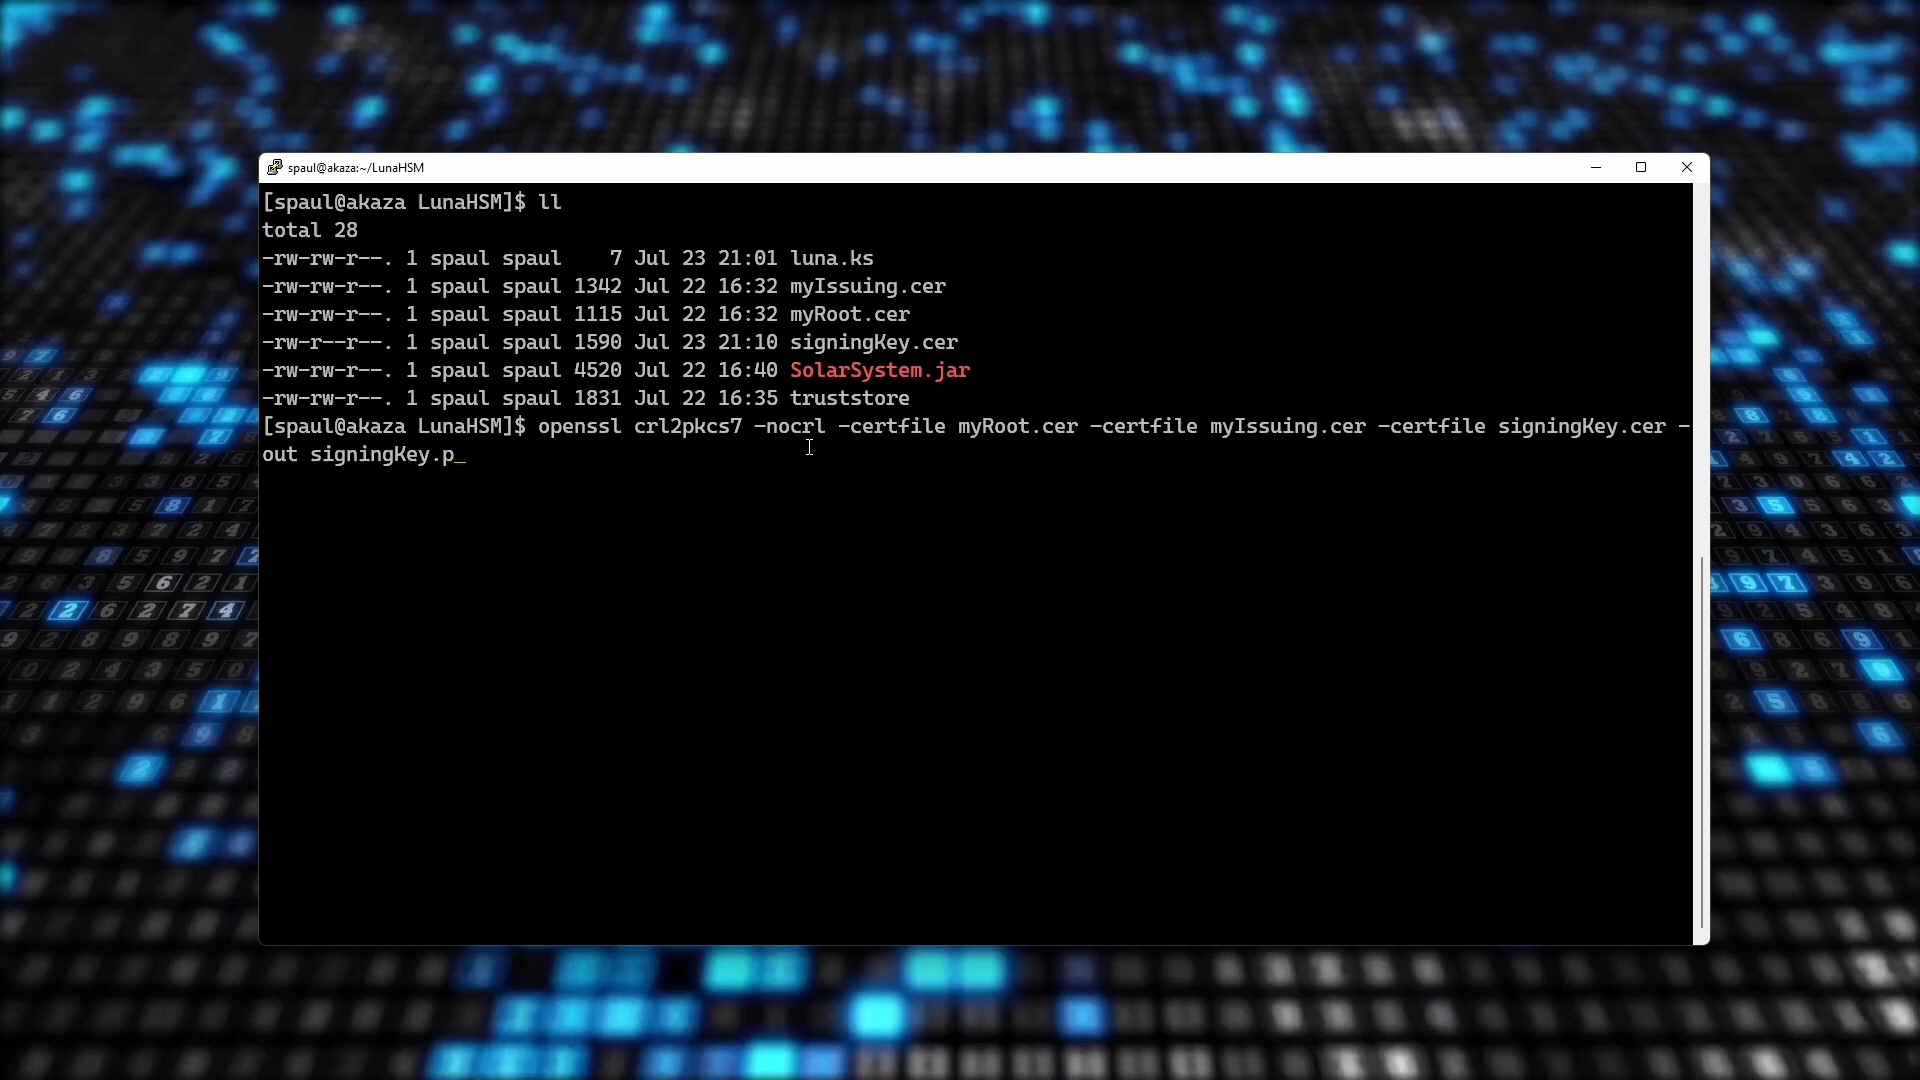 spaul@akaza:~/LunaHSM
[spaul@akaza LunaHSM]$ ll
total 28
-rw-rw-r--. 1 spaul spaul    7 Jul 23 21:01 luna.ks
-rw-rw-r--. 1 spaul spaul 1342 Jul 22 16:32 myIssuing.cer
-rw-rw-r--. 1 spaul spaul 1115 Jul 22 16:32 myRoot.cer
-rw-r--r--. 1 spaul spaul 1590 Jul 23 21:10 signingKey.cer
-rw-rw-r--. 1 spaul spaul 4520 Jul 22 16:40 SolarSystem.jar
-rw-rw-r--. 1 spaul spaul 1831 Jul 22 16:35 truststore
[spaul@akaza LunaHSM]$ openssl crl2pkcs7 -nocrl -certfile myRoot.cer -certfile myIssuing.cer -certfile signingKey.cer -
out signingKey.p_